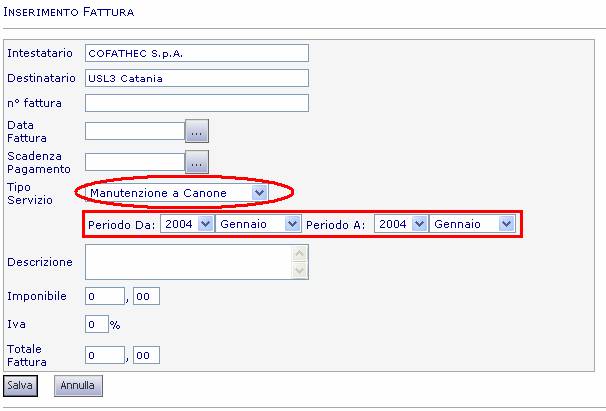 INSERIMENTO FATTURA
Intestatario COFATHEC S.p.A.
Destinatario USL3 Catania
n° fattura
Data
Fattura ...
Scadenza
Pagamento ...
Tipo
Servizio Manutenzione a Canone
Periodo Da: 2004 Gennaio Periodo A: 2004 Gennaio
Descrizione
Imponibile 0 , 00
Iva 0 %
Totale
Fattura 0 , 00
Salva Annulla